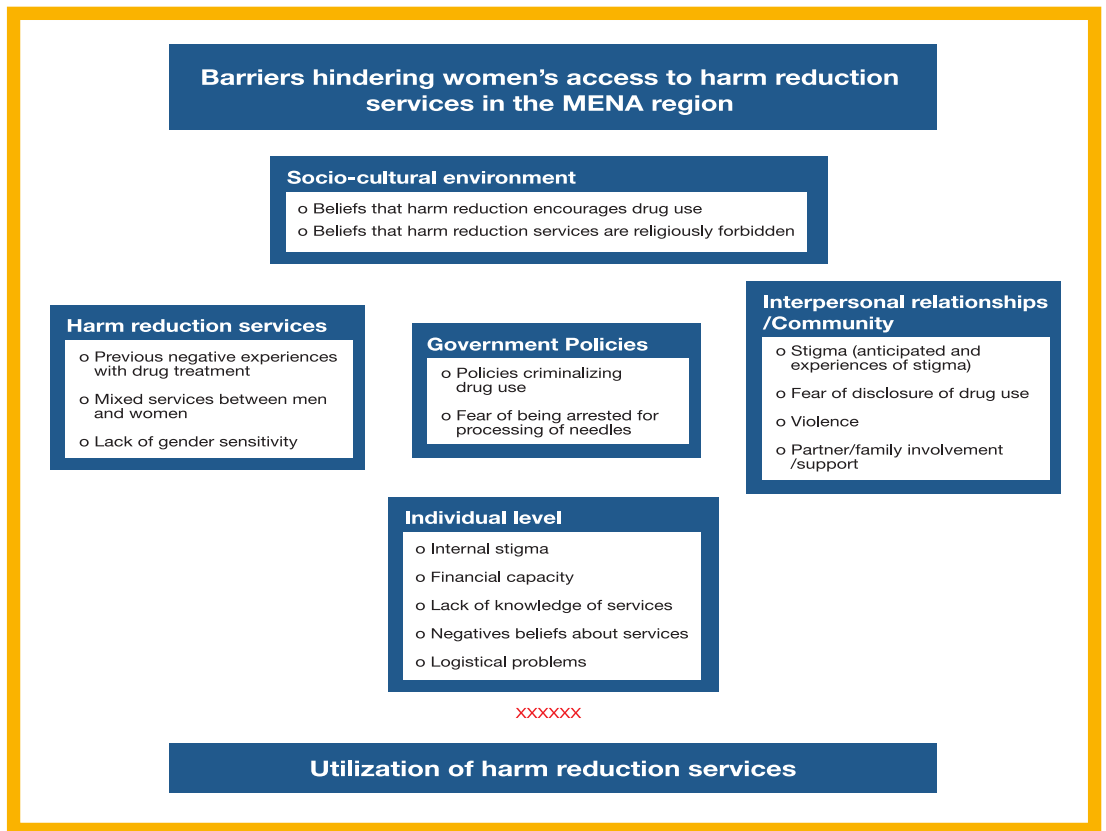 Barriers hindering women's access to harm reduction
services in the MENA region
Socio-cultural environment
o Beliefs that harm reduction encourages drug use
o Beliefs that harm reduction services are religiously forbidden
Harm reduction services
o Previous negative experiences
with drug treatment
o Mixed services between men
and women
o Lack of gender sensitivity
Government Policies
o Policies criminalizing
drug use
o Fear of being arrested for
processing of needles
Interpersonal relationships
/Community
o Stigma (anticipated and
experiences of stigma)
o Fear of disclosure of drug use
o Violence
o Partner/family involvement
/support
Individual level
o Internal stigma
o Financial capacity
o Lack of knowledge of services
o Negatives beliefs about services
o Logistical problems
XXXXXX
Utilization of harm reduction services